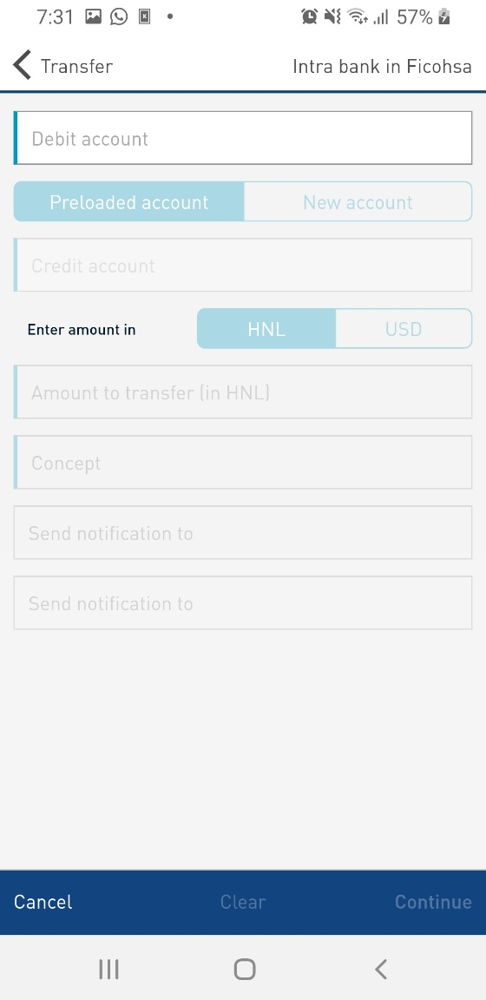 7:31 57%
Transfer Intra bank in Ficohsa
Debit account
Preloaded account New account
Credit account
Enter amount in HNL USD
Amount to transfer (in HNL)
Concept
Send notification to
Send notification to
Cancel Clear Continue